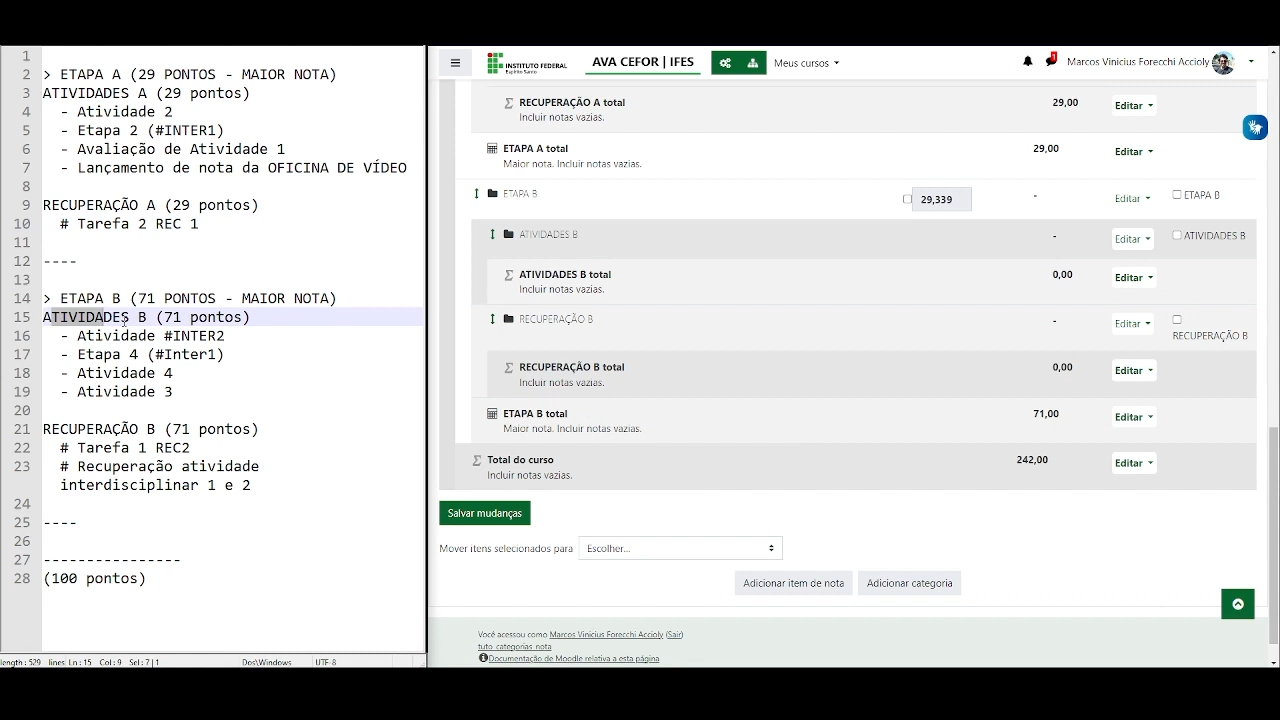 1
2 > ETAPA A (29 PONTOS - MAIOR NOTA)
3 ATIVIDADES A (29 pontos)
4 - Atividade 2
5 - Etapa 2 (#INTER1)
6 - Avaliação de Atividade 1
7 - Lançamento de nota da OFICINA DE VÍDEO
8
9 RECUPERAÇÃO A (29 pontos)
10 # Tarefa 2 REC 1
11
12 ----
13
14 > ETAPA B (71 PONTOS - MAIOR NOTA)
15 ATIVIDADES B (71 pontos)
16 - Atividade #INTER2
17 - Etapa 4 (#Inter1)
18 - Atividade 4
19 - Atividade 3
20
21 RECUPERAÇÃO B (71 pontos)
22 # Tarefa 1 REC2
23 # Recuperação atividade
interdisciplinar 1 e 2
24
25 ----
26
27 ----------------
28 (100 pontos)
length : 529 lines Ln : 15 Col : 9 Sel : 7 | 1 Dos\Windows UTF-8
INSTITUTO FEDERAL
Espírito Santo
AVA CEFOR | IFES
Meus cursos
Marcos Vinicius Forecchi Accioly
RECUPERAÇÃO A total 29,00 Editar
Incluir notas vazias.
ETAPA A total 29,00 Editar
Maior nota. Incluir notas vazias.
ETAPA B 29,339 - Editar ETAPA B
ATIVIDADES B - Editar ATIVIDADES B
ATIVIDADES B total 0,00 Editar
Incluir notas vazias.
RECUPERAÇÃO B - Editar
RECUPERAÇÃO B
RECUPERAÇÃO B total 0,00 Editar
Incluir notas vazias.
ETAPA B total 71,00 Editar
Maior nota. Incluir notas vazias.
Total do curso 242,00 Editar
Incluir notas vazias.
Salvar mudanças
Mover itens selecionados para Escolher...
Adicionar item de nota Adicionar categoria
Você acessou como Marcos Vinicius Forecchi Accioly (Sair)
tuto_categorias_nota
Documentação de Moodle relativa a esta página